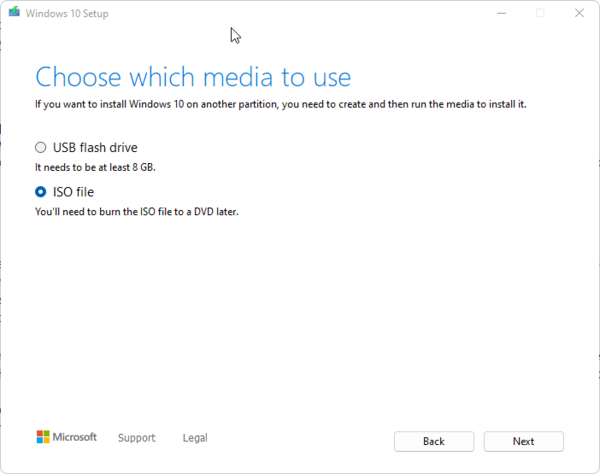 Windows 10 Setup
Choose which media to use
If you want to install Windows 10 on another partition, you need to create and then run the media to install it.
USB flash drive
It needs to be at least 8 GB.
ISO file
You'll need to burn the ISO file to a DVD later.
Microsoft Support Legal Back Next